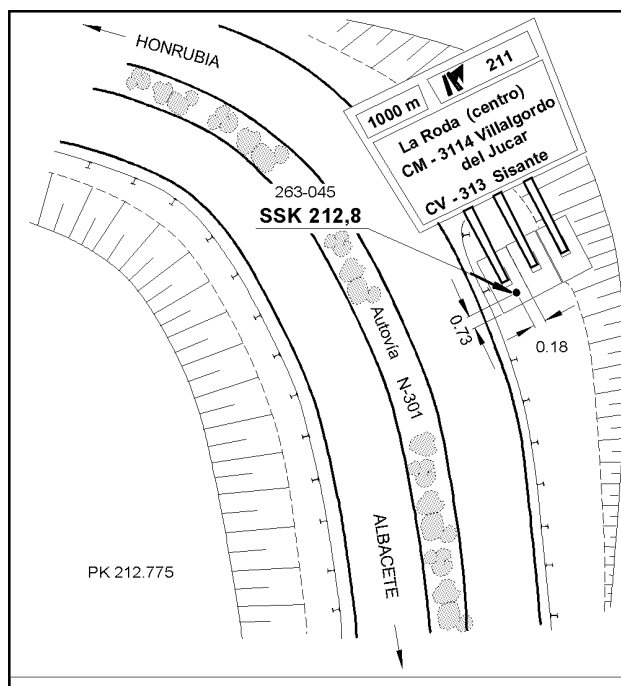 HONRUBIA
1000 m
211
La Roda (centro)
CM - 3114 Villalgordo
del Jucar
CV - 313 Sisante
263-045
SSK 212,8
0.73
0.18
Autovía N-301
ALBACETE
PK 212.775